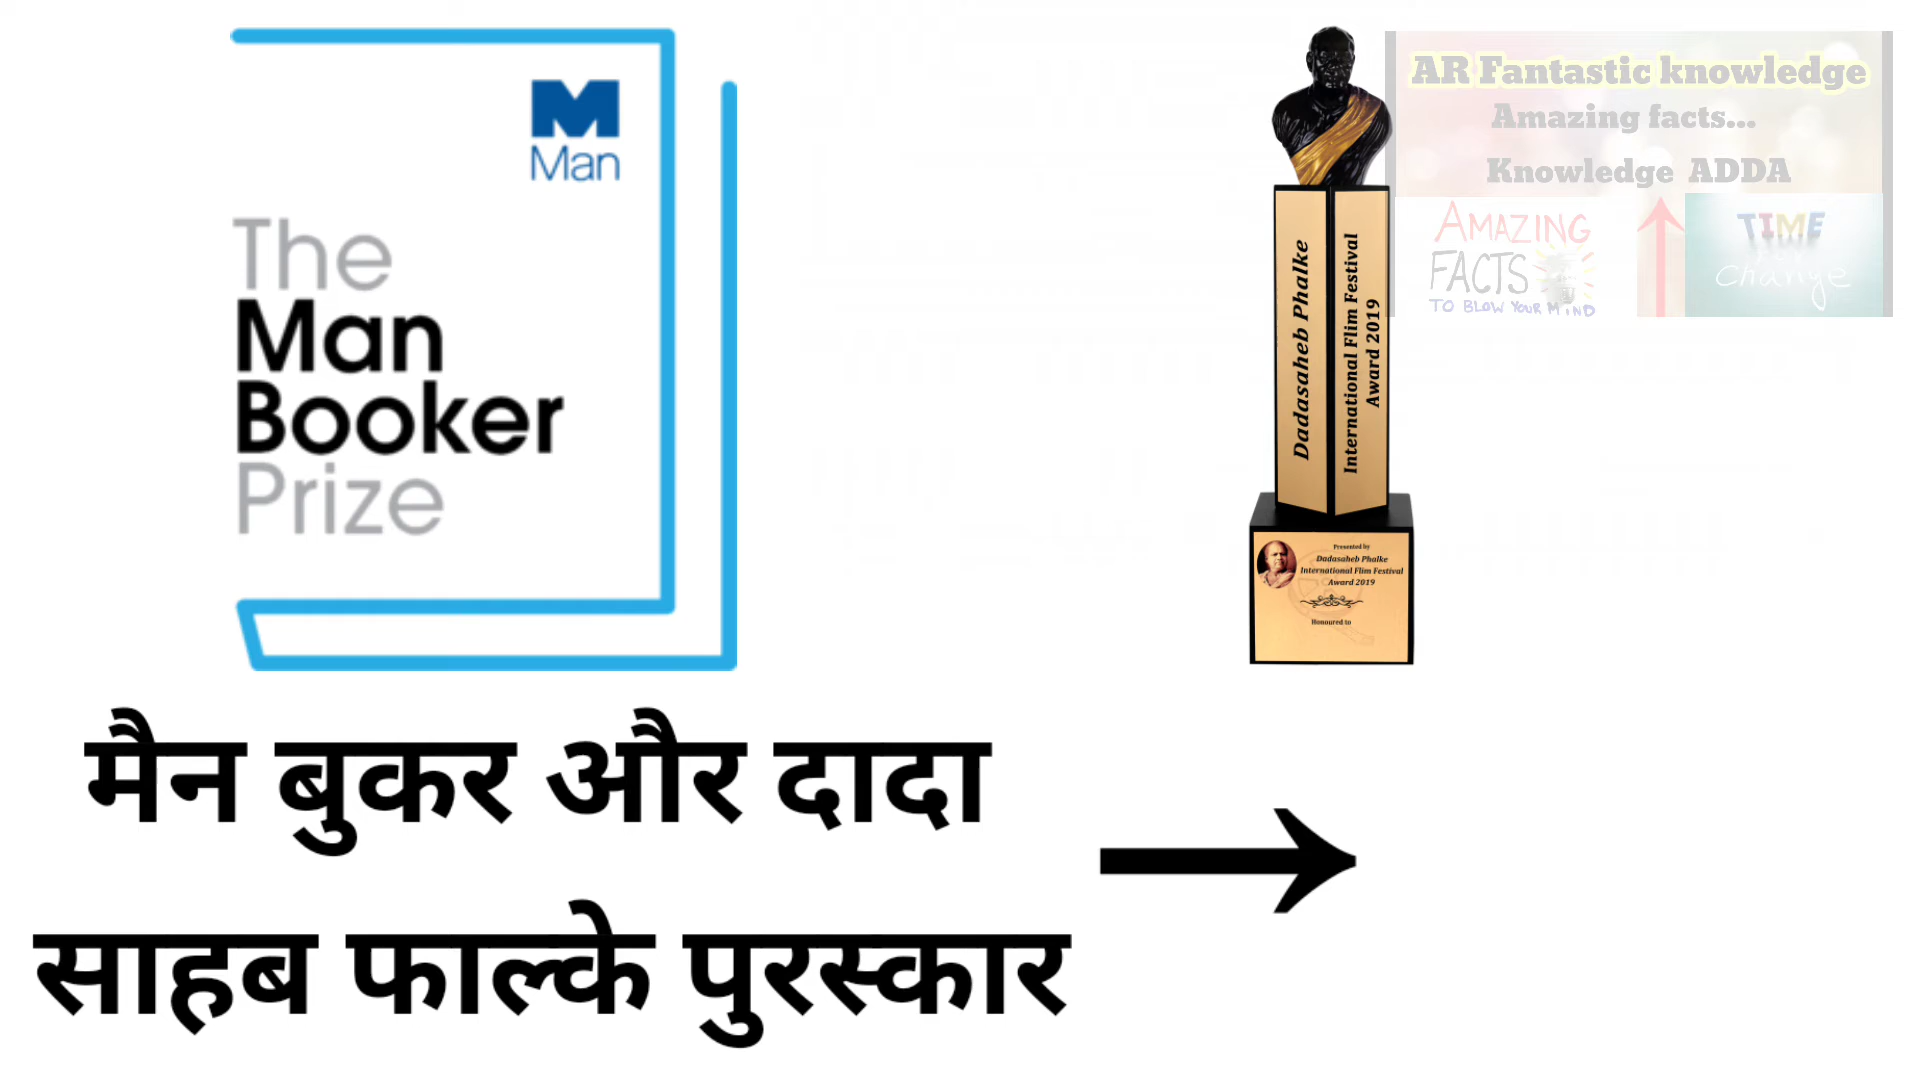 M
Man
The
Man
Booker
Prize
Dadasaheb Phalke
International Flim Festival
Award 2019
Presented by
Dadasaheb Phalke
International Flim Festival
Award 2019
Honoured to
AR Fantastic knowledge
Amazing facts...
Knowledge ADDA
AMAZING
FACTS
TO BLOW YOUR MIND
TIME
FOR
Change
मैन बुकर और दादा
साहब फाल्के पुरस्कार